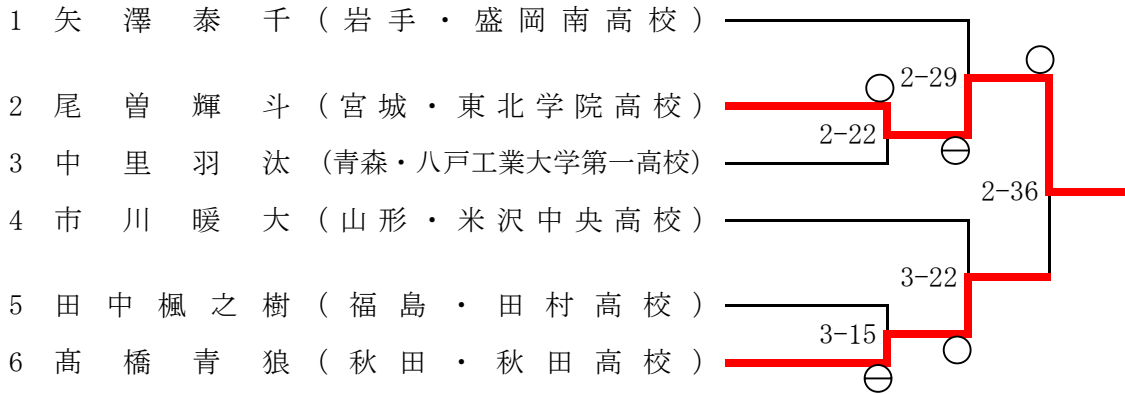 1 矢澤泰千 (岩手・盛岡南高校)
2-29
2 尾曽輝斗 (宮城・東北学院高校)
2-22
3 中里羽汰 (青森・八戸工業大学第一高校)
2-36
4 市川暖大 (山形・米沢中央高校)
3-22
5 田中楓之樹 (福島・田村高校)
3-15
6 髙橋青狼 (秋田・秋田高校)